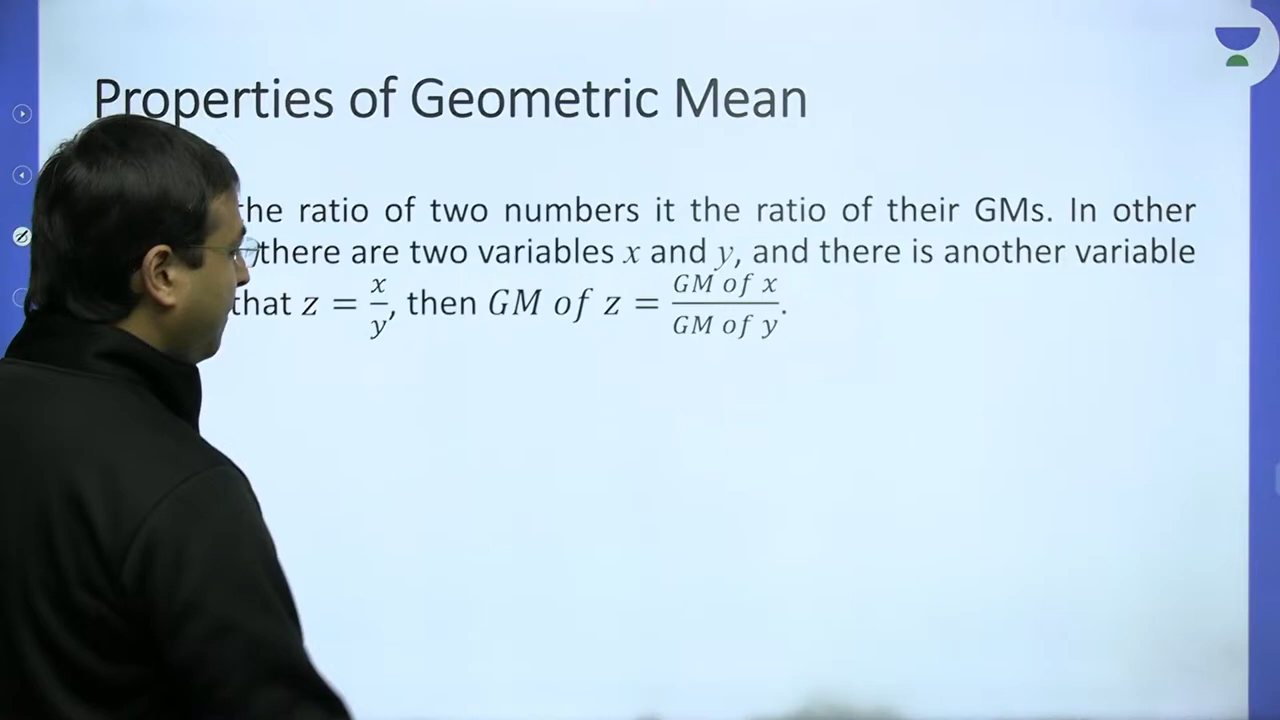 Properties of Geometric Mean
the ratio of two numbers it the ratio of their GMs. In other
there are two variables x and y, and there is another variable
that z = x/y, then GM of z = GM of x/GM of y.